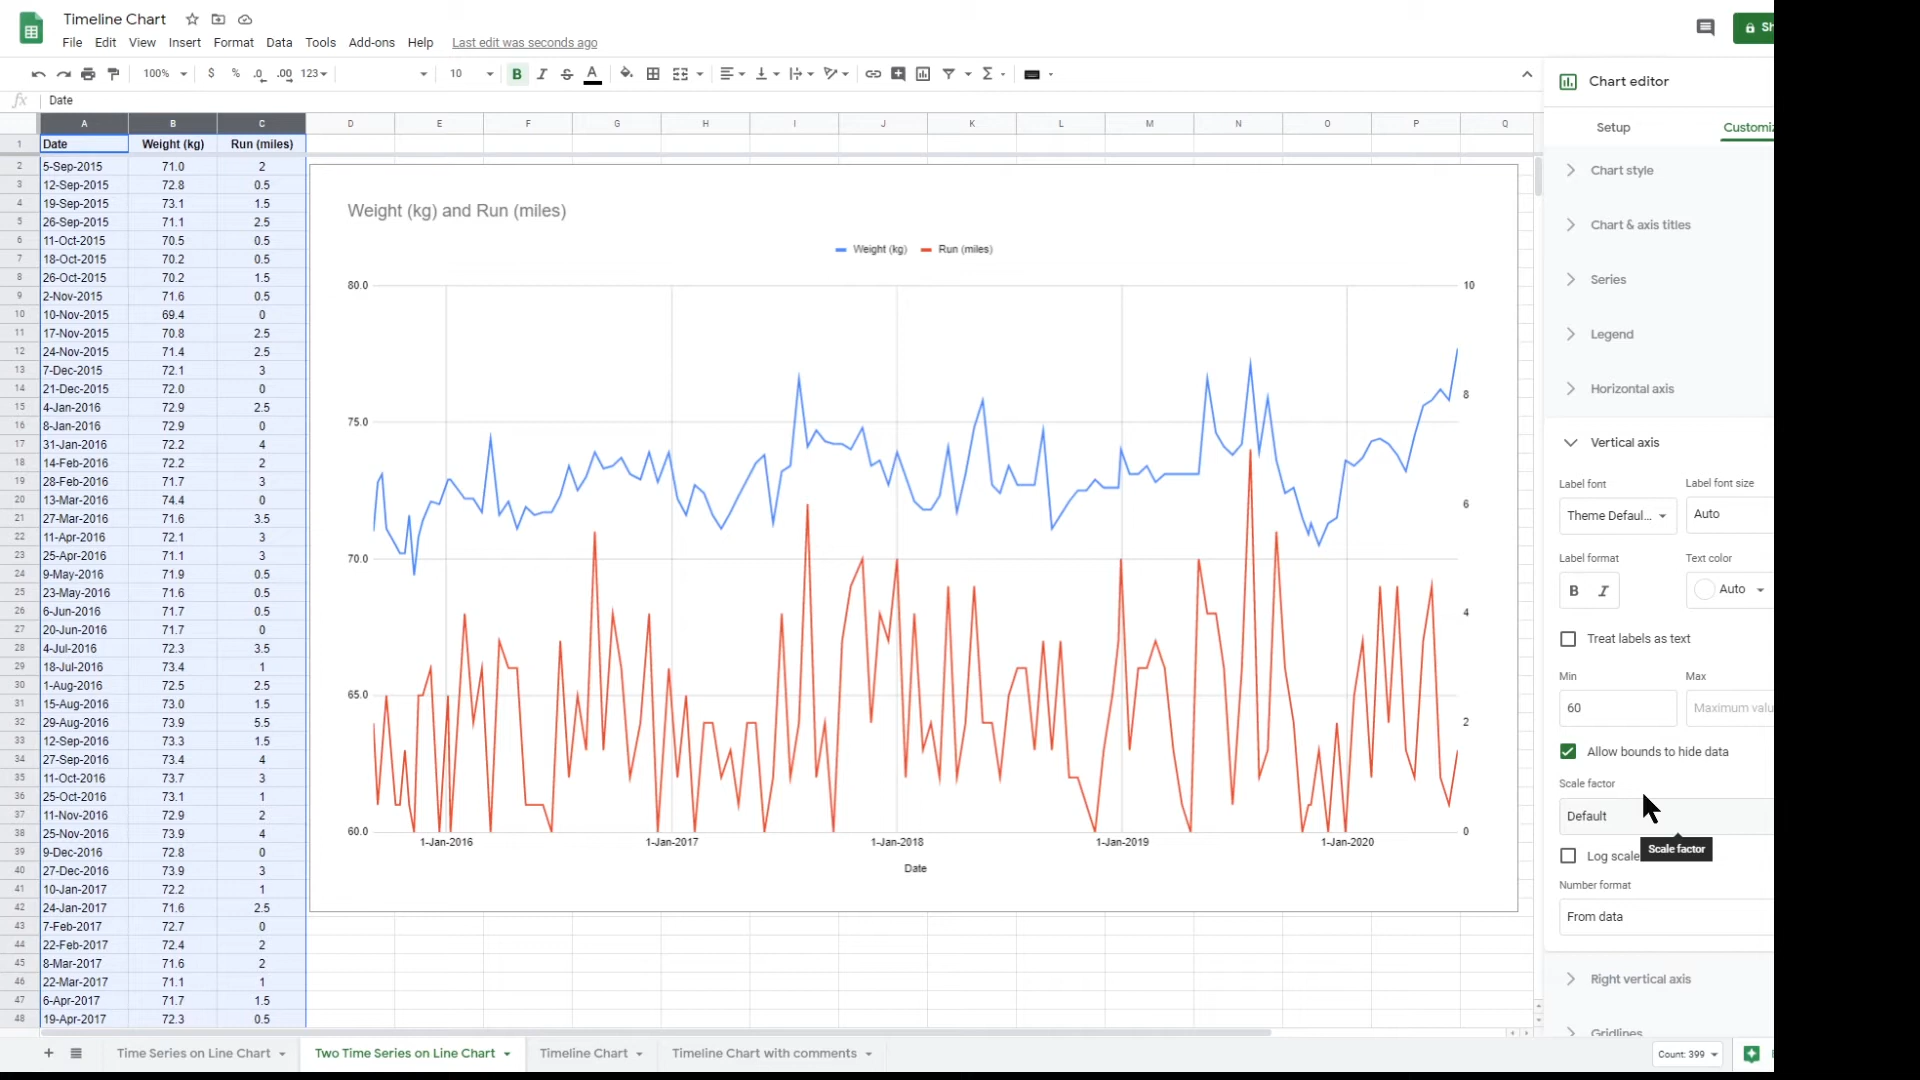 Timeline Chart
File Edit View Insert Format Data Tools Add-ons Help Last edit was seconds ago
100% $ % .0 .00 123 10 B I S A
Chart editor
fx Date
Setup
A B C D E F G H I J K L M N O P Q
1 Date Weight (kg) Run (miles)
2 5-Sep-2015 71.0 2
3 12-Sep-2015 72.8 0.5
4 19-Sep-2015 73.1 1.5
5 26-Sep-2015 71.1 2.5
6 11-Oct-2015 70.5 0.5
7 18-Oct-2015 70.2 0.5
8 26-Oct-2015 70.2 1.5
9 2-Nov-2015 71.6 0.5
10 10-Nov-2015 69.4 0
11 17-Nov-2015 70.8 2.5
12 24-Nov-2015 71.4 2.5
13 7-Dec-2015 72.1 3
14 21-Dec-2015 72.0 0
15 4-Jan-2016 72.9 2.5
16 8-Jan-2016 72.9 0
17 31-Jan-2016 72.2 4
18 14-Feb-2016 72.2 2
19 28-Feb-2016 71.7 3
20 13-Mar-2016 74.4 0
21 27-Mar-2016 71.6 3.5
22 11-Apr-2016 72.1 3
23 25-Apr-2016 71.1 3
24 9-May-2016 71.9 0.5
25 23-May-2016 71.6 0.5
26 6-Jun-2016 71.7 0.5
27 20-Jun-2016 71.7 0
28 4-Jul-2016 72.3 3.5
29 18-Jul-2016 73.4 1
30 1-Aug-2016 72.5 2.5
31 15-Aug-2016 73.0 1.5
32 29-Aug-2016 73.9 5.5
33 12-Sep-2016 73.3 1.5
34 27-Sep-2016 73.4 4
35 11-Oct-2016 73.7 3
36 25-Oct-2016 73.1 1
37 11-Nov-2016 72.9 2
38 25-Nov-2016 73.9 4
39 9-Dec-2016 72.8 0
40 27-Dec-2016 73.9 3
41 10-Jan-2017 72.2 1
42 24-Jan-2017 71.6 2.5
43 7-Feb-2017 72.7 0
44 22-Feb-2017 72.4 2
45 8-Mar-2017 71.6 2
46 22-Mar-2017 71.1 1
47 6-Apr-2017 71.7 1.5
48 19-Apr-2017 72.3 0.5
Weight (kg) and Run (miles)
Weight (kg) Run (miles)
80.0
75.0
70.0
65.0
60.0
10
8
6
4
2
0
1-Jan-2016 1-Jan-2017 1-Jan-2018 1-Jan-2019 1-Jan-2020
Date
Chart style
Chart & axis titles
Series
Legend
Horizontal axis
Vertical axis
Label font Label font size
Theme Defaul... Auto
Label format Text color
B I Auto
Treat labels as text
Min Max
60 Maximum valu
Allow bounds to hide data
Scale factor
Default
Scale factor
Log scale
Number format
From data
Right vertical axis
Gridlines
Time Series on Line Chart Two Time Series on Line Chart Timeline Chart Timeline Chart with comments Count: 399